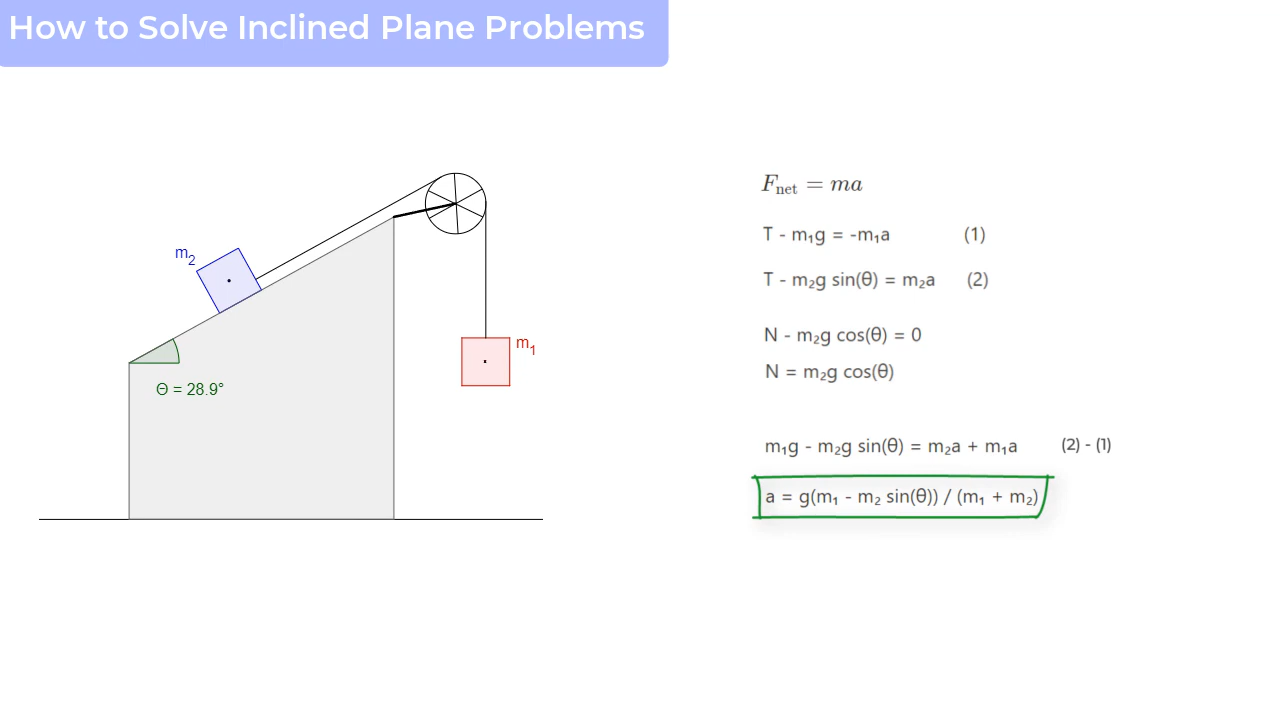 How to Solve Inclined Plane Problems
m₂
Θ = 28.9°
m₁
Fₙₑₜ = ma
T - m₁g = -m₁a (1)
T - m₂g sin(θ) = m₂a (2)
N - m₂g cos(θ) = 0
N = m₂g cos(θ)
m₁g - m₂g sin(θ) = m₂a + m₁a (2) - (1)
a = g(m₁ - m₂ sin(θ)) / (m₁ + m₂)